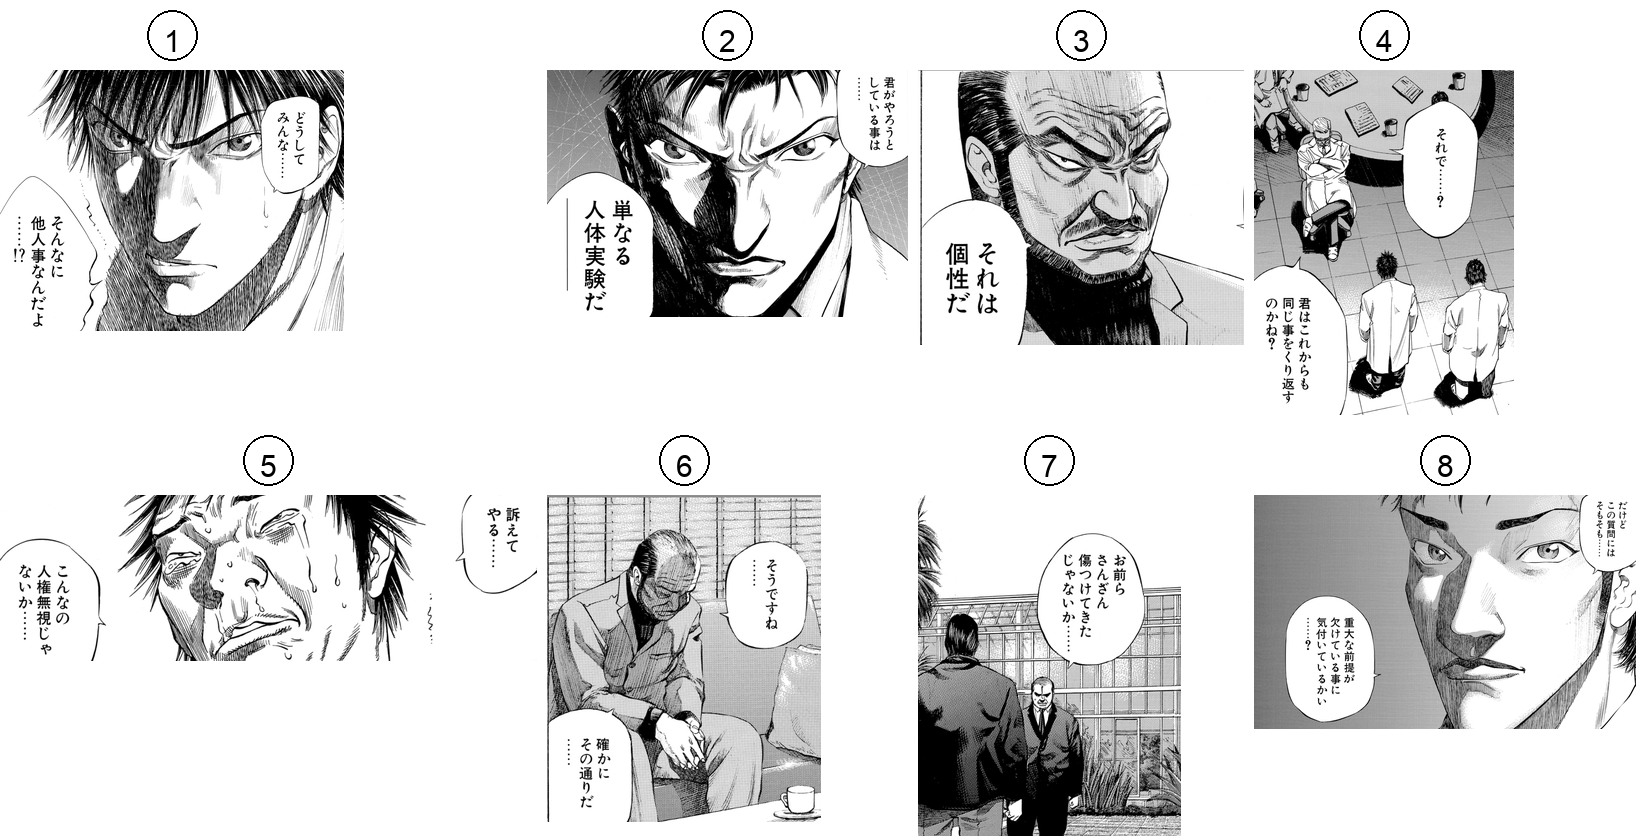 1
どうして
みんな……
そんなに
他人事なんだよ
……!?
2
君がやろうと
している事は
……
単なる
人体実験だ
3
それは
個性だ
4
それで……?
君はこれからも
同じ事をくり返す
のかね?
5
訴えて
やる……
こんなの
人権無視じゃ
ないか……
6
そうですね
確かに
その通りだ
……
7
お前ら
さんざん
傷つけてきた
じゃないか……
8
だけど
この質問には
そもそも……
重大な前提が
欠けている事に
気付いているかい
……?